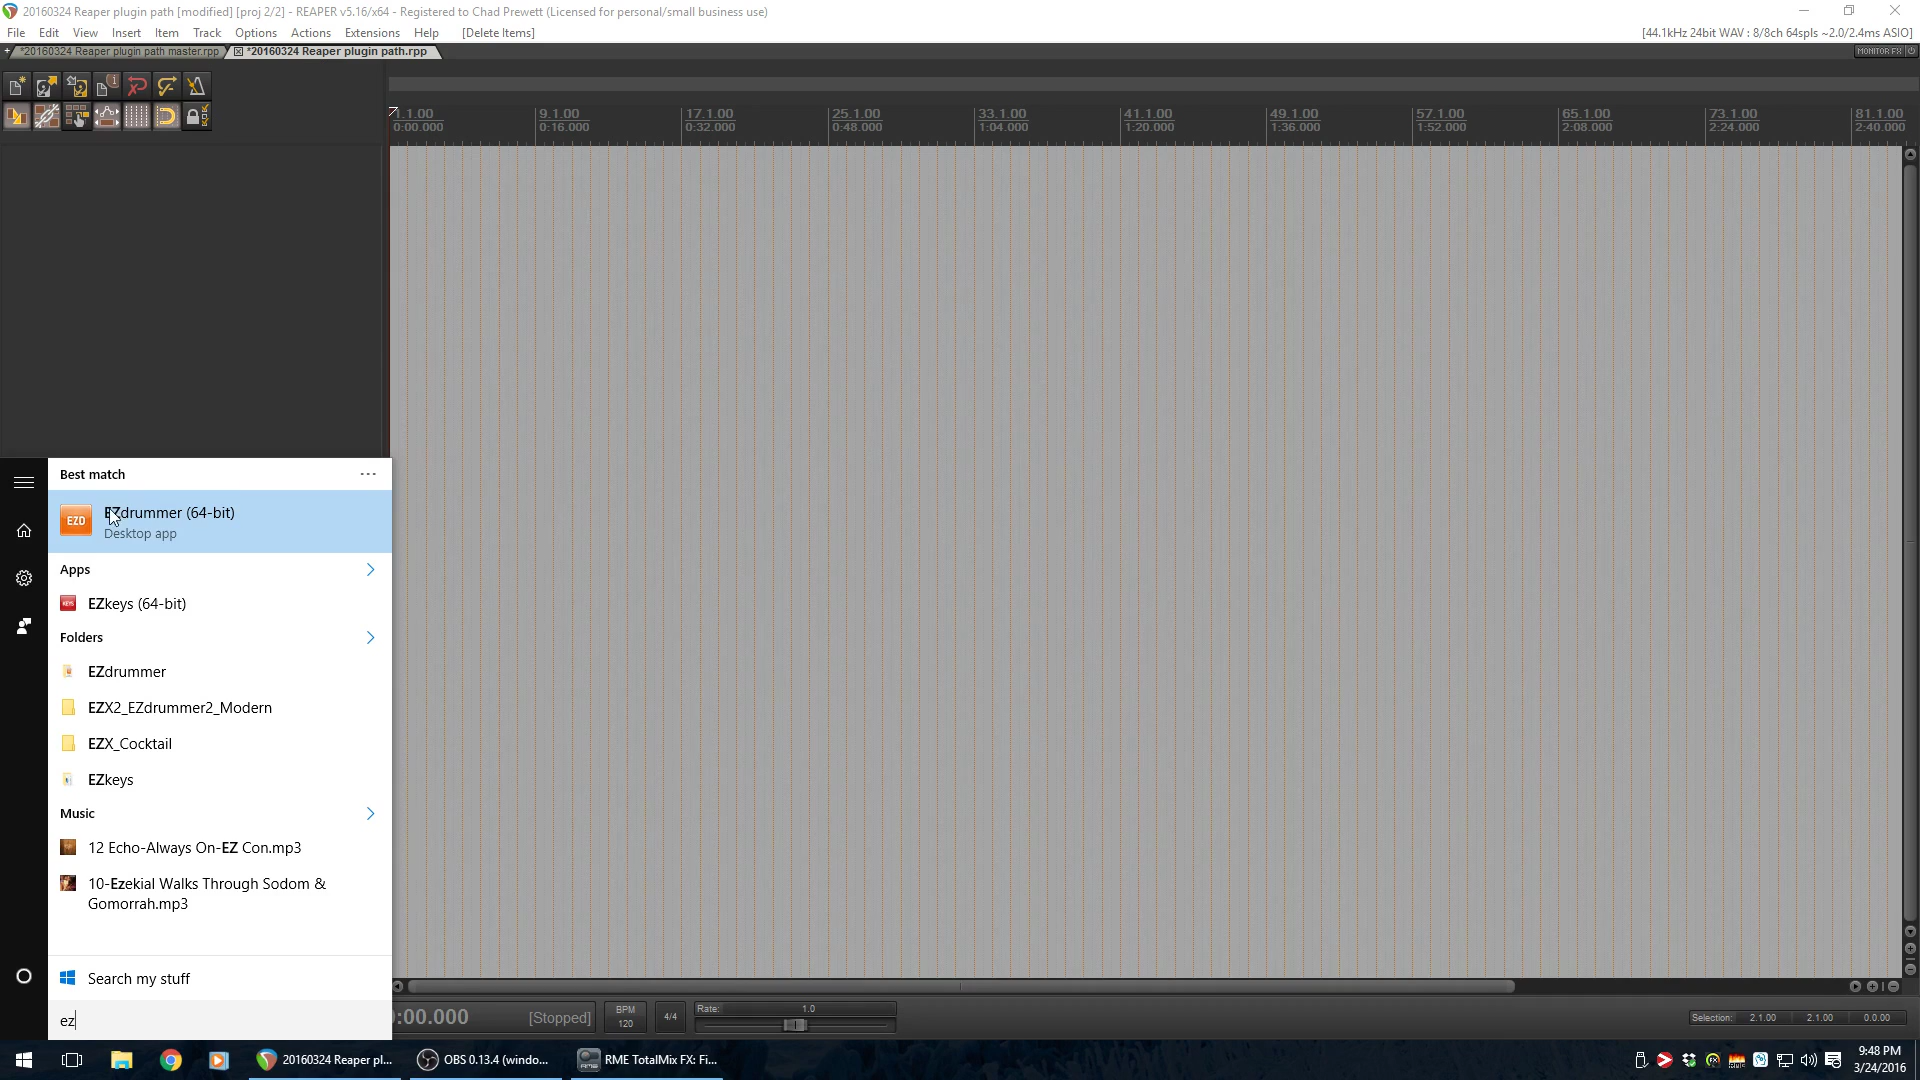 20160324 Reaper plugin path [modified] [proj 2/2] - REAPER v5.16/x64 - Registered to Chad Prewett (Licensed for personal/small business use)
File Edit View Insert Item Track Options Actions Extensions Help [Delete Items]
[44.1kHz 24bit WAV : 8/8ch 64spls ~2.0/2.4ms ASIO]
+ *20160324 Reaper plugin path master.rpp *20160324 Reaper plugin path.rpp
MONITOR FX
1.1.00 9.1.00 17.1.00 25.1.00 33.1.00 41.1.00 49.1.00 57.1.00 65.1.00 73.1.00 81.1.00
0:00.000 0:16.000 0:32.000 0:48.000 1:04.000 1:20.000 1:36.000 1:52.000 2:08.000 2:24.000 2:40.000
Best match
EZD
EZdrummer (64-bit)
Desktop app
Apps
KEYS
EZkeys (64-bit)
Folders
EZdrummer
EZX2_EZdrummer2_Modern
EZX_Cocktail
EZkeys
Music
12 Echo-Always On-EZ Con.mp3
10-Ezekial Walks Through Sodom &
Gomorrah.mp3
Search my stuff
ez
:00.000 [Stopped]
BPM
120
4/4
Rate: 1.0
Selection: 2.1.00 2.1.00 0.0.00
20160324 Reaper pl...
OBS 0.13.4 (windo...
RME TotalMix FX: Fi...
9:48 PM
3/24/2016